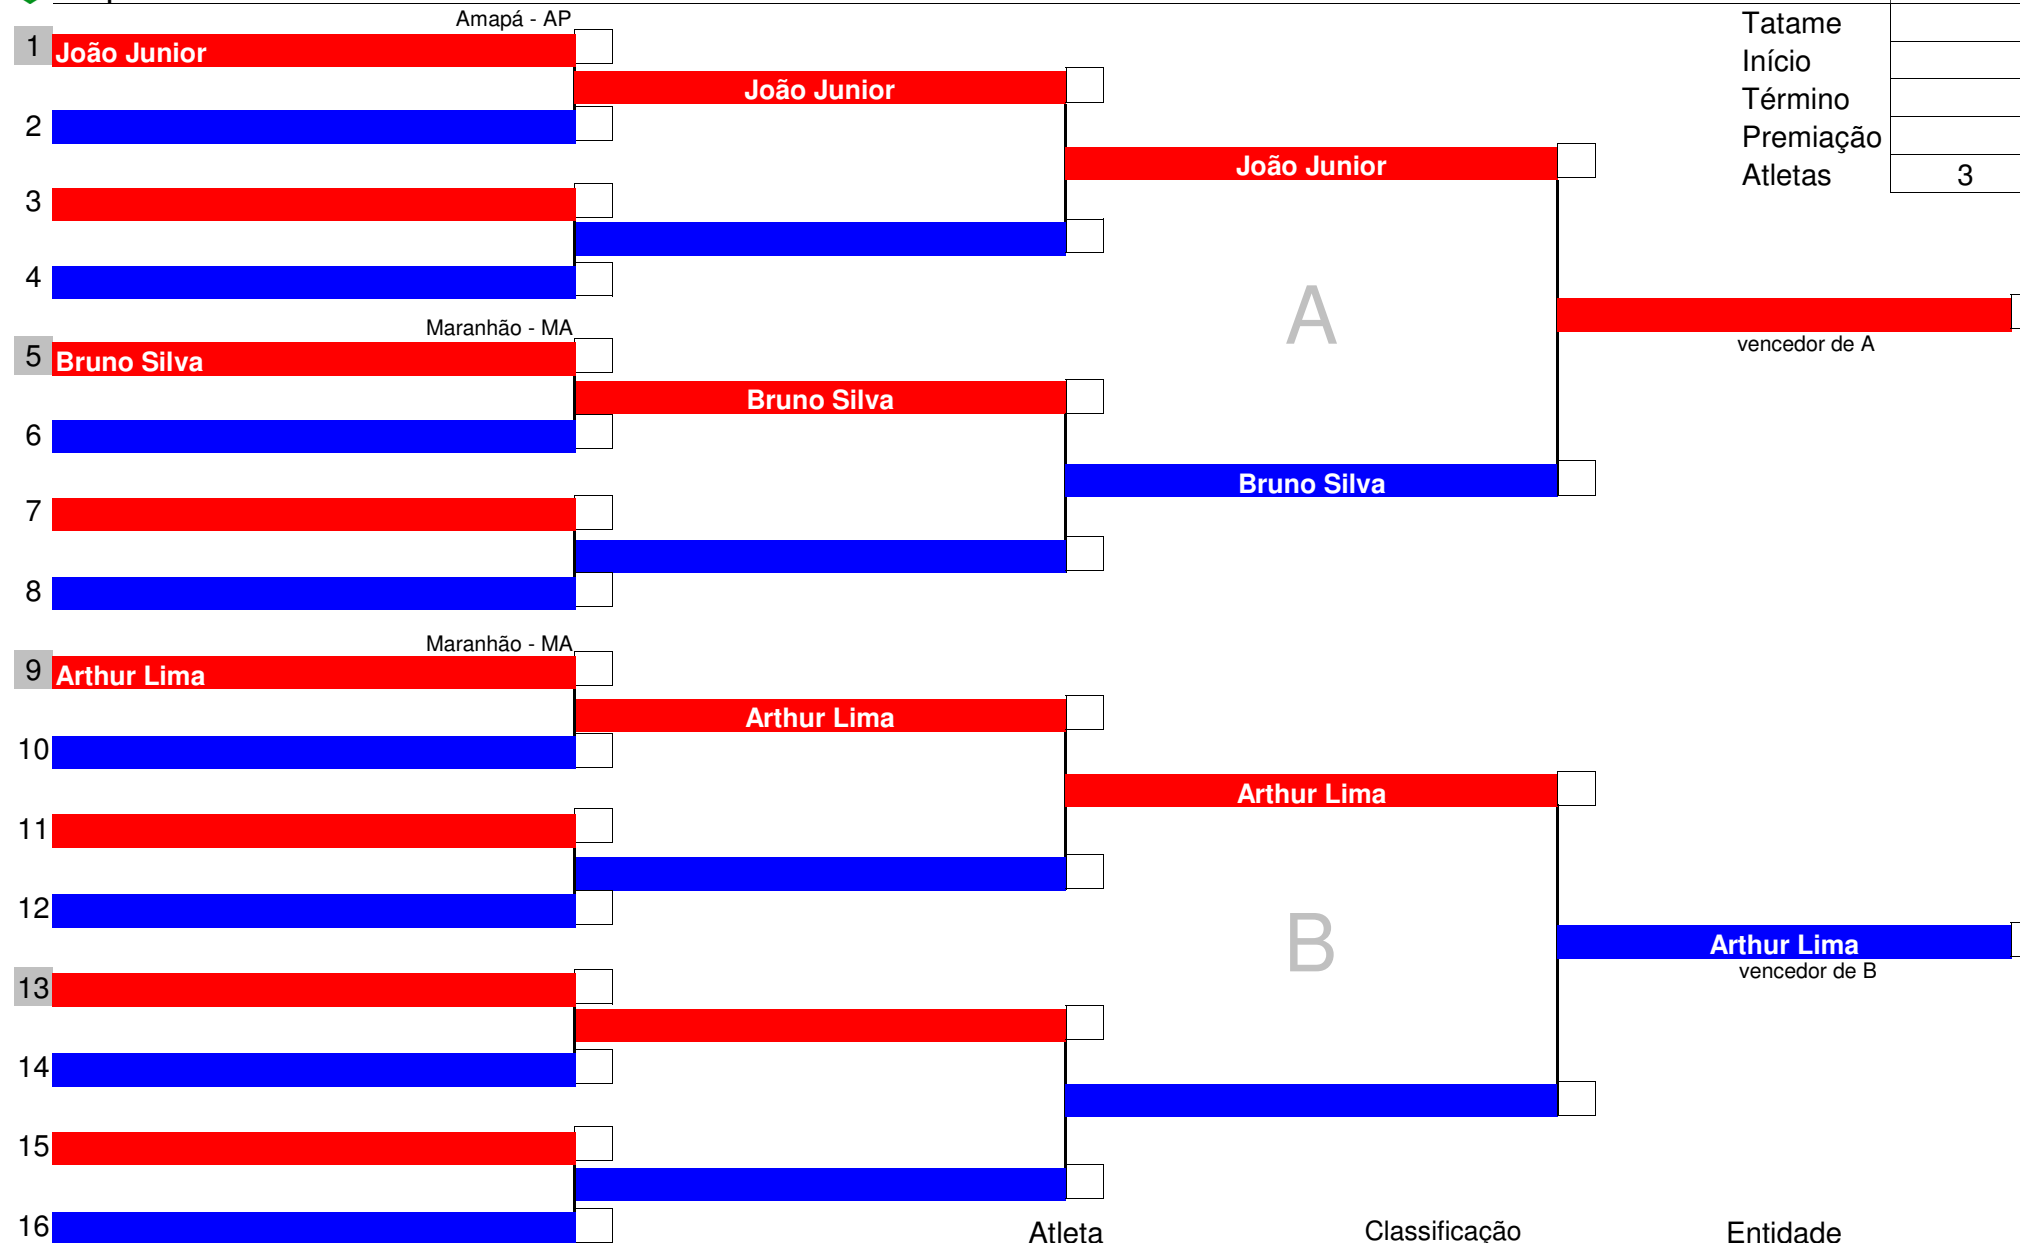 Amapá - AP
1 João Junior
João Junior
2
João Junior
3
4
Tatame
Início
Término
Premiação
Atletas 3
Maranhão - MA
5 Bruno Silva
Bruno Silva
6
Bruno Silva
7
8
A
vencedor de A
Maranhão - MA
9 Arthur Lima
Arthur Lima
10
Arthur Lima
11
12
B
Arthur Lima
vencedor de B
13
14
15
16
Atleta Classificação Entidade